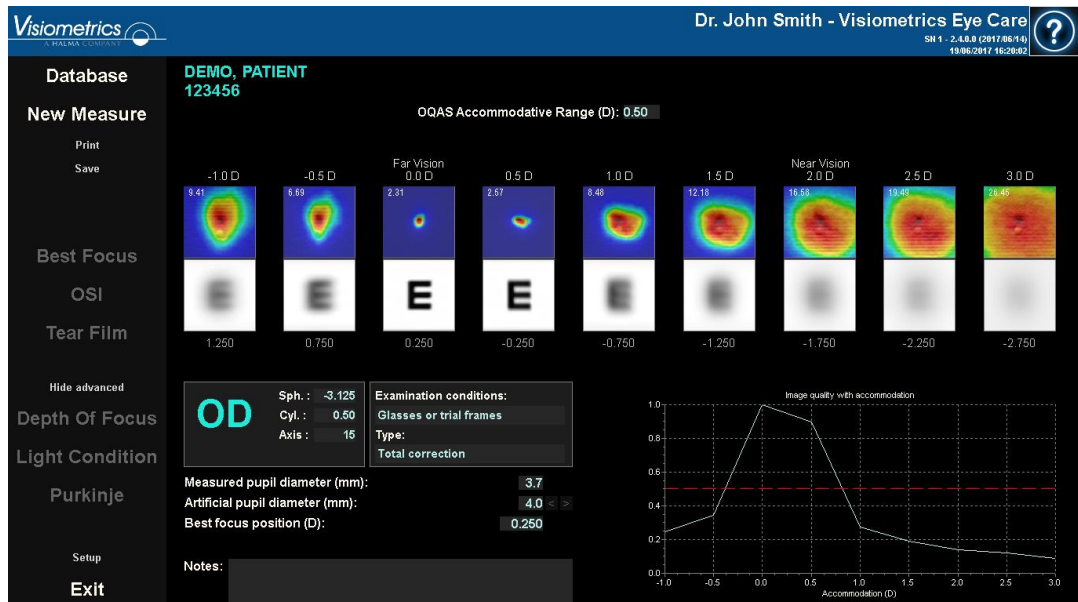 Visiometrics
A HALMA COMPANY
Dr. John Smith - Visiometrics Eye Care
SN 1 - 2.4.0.0 (2017/06/14)
19/06/2017 16:20:02
?
Database
New Measure
Print
Save
Best Focus
OSI
Tear Film
Hide advanced
Depth Of Focus
Light Condition
Purkinje
Setup
Exit
DEMO, PATIENT
123456
OQAS Accommodative Range (D): 0.50
Far Vision Near Vision
-1.0 D -0.5 D 0.0 D 0.5 D 1.0 D 1.5 D 2.0 D 2.5 D 3.0 D
9.41 6.69 2.31 2.57 8.48 12.18 16.58 19.49 26.45
E E E E E E E E E
1.250 0.750 0.250 -0.250 -0.750 -1.250 -1.750 -2.250 -2.750
OD
Sph. : -3.125
Cyl. : 0.50
Axis : 15
Examination conditions:
Glasses or trial frames
Type:
Total correction
Measured pupil diameter (mm): 3.7
Artificial pupil diameter (mm): 4.0 < >
Best focus position (D): 0.250
Notes:
Image quality with accommodation
1.0
0.8
0.6
0.4
0.2
0.0
-1.0 -0.5 0.0 0.5 1.0 1.5 2.0 2.5 3.0
Accommodation (D)